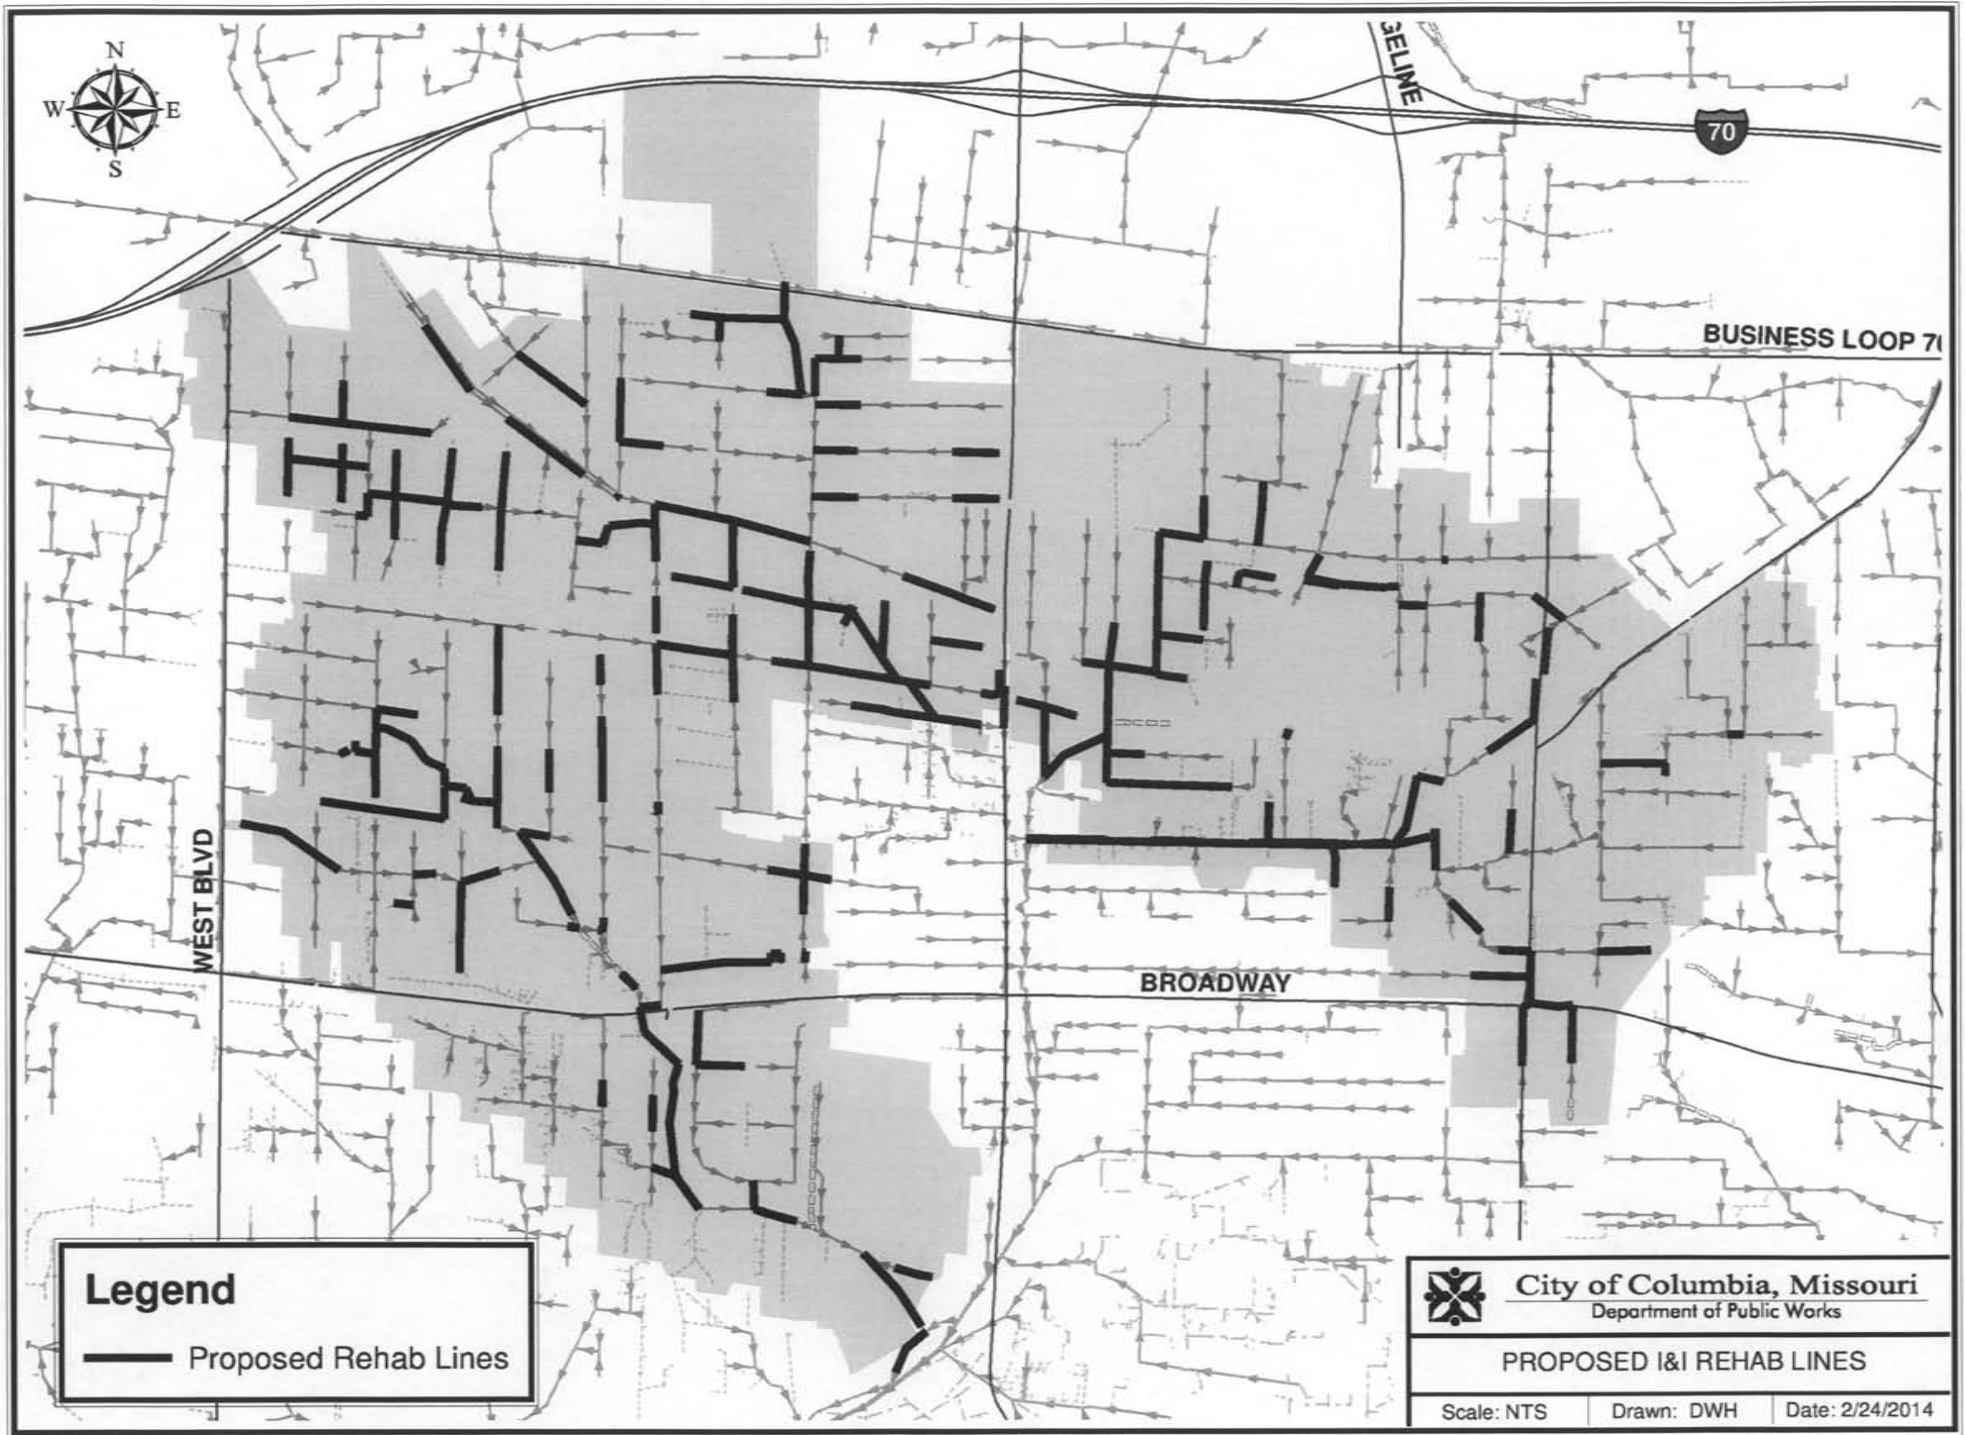 N
W E
S
GELINE
70
BUSINESS LOOP 70
WEST BLVD
BROADWAY
Legend
Proposed Rehab Lines
City of Columbia, Missouri
Department of Public Works
PROPOSED I&I REHAB LINES
Scale: NTS Drawn: DWH Date: 2/24/2014